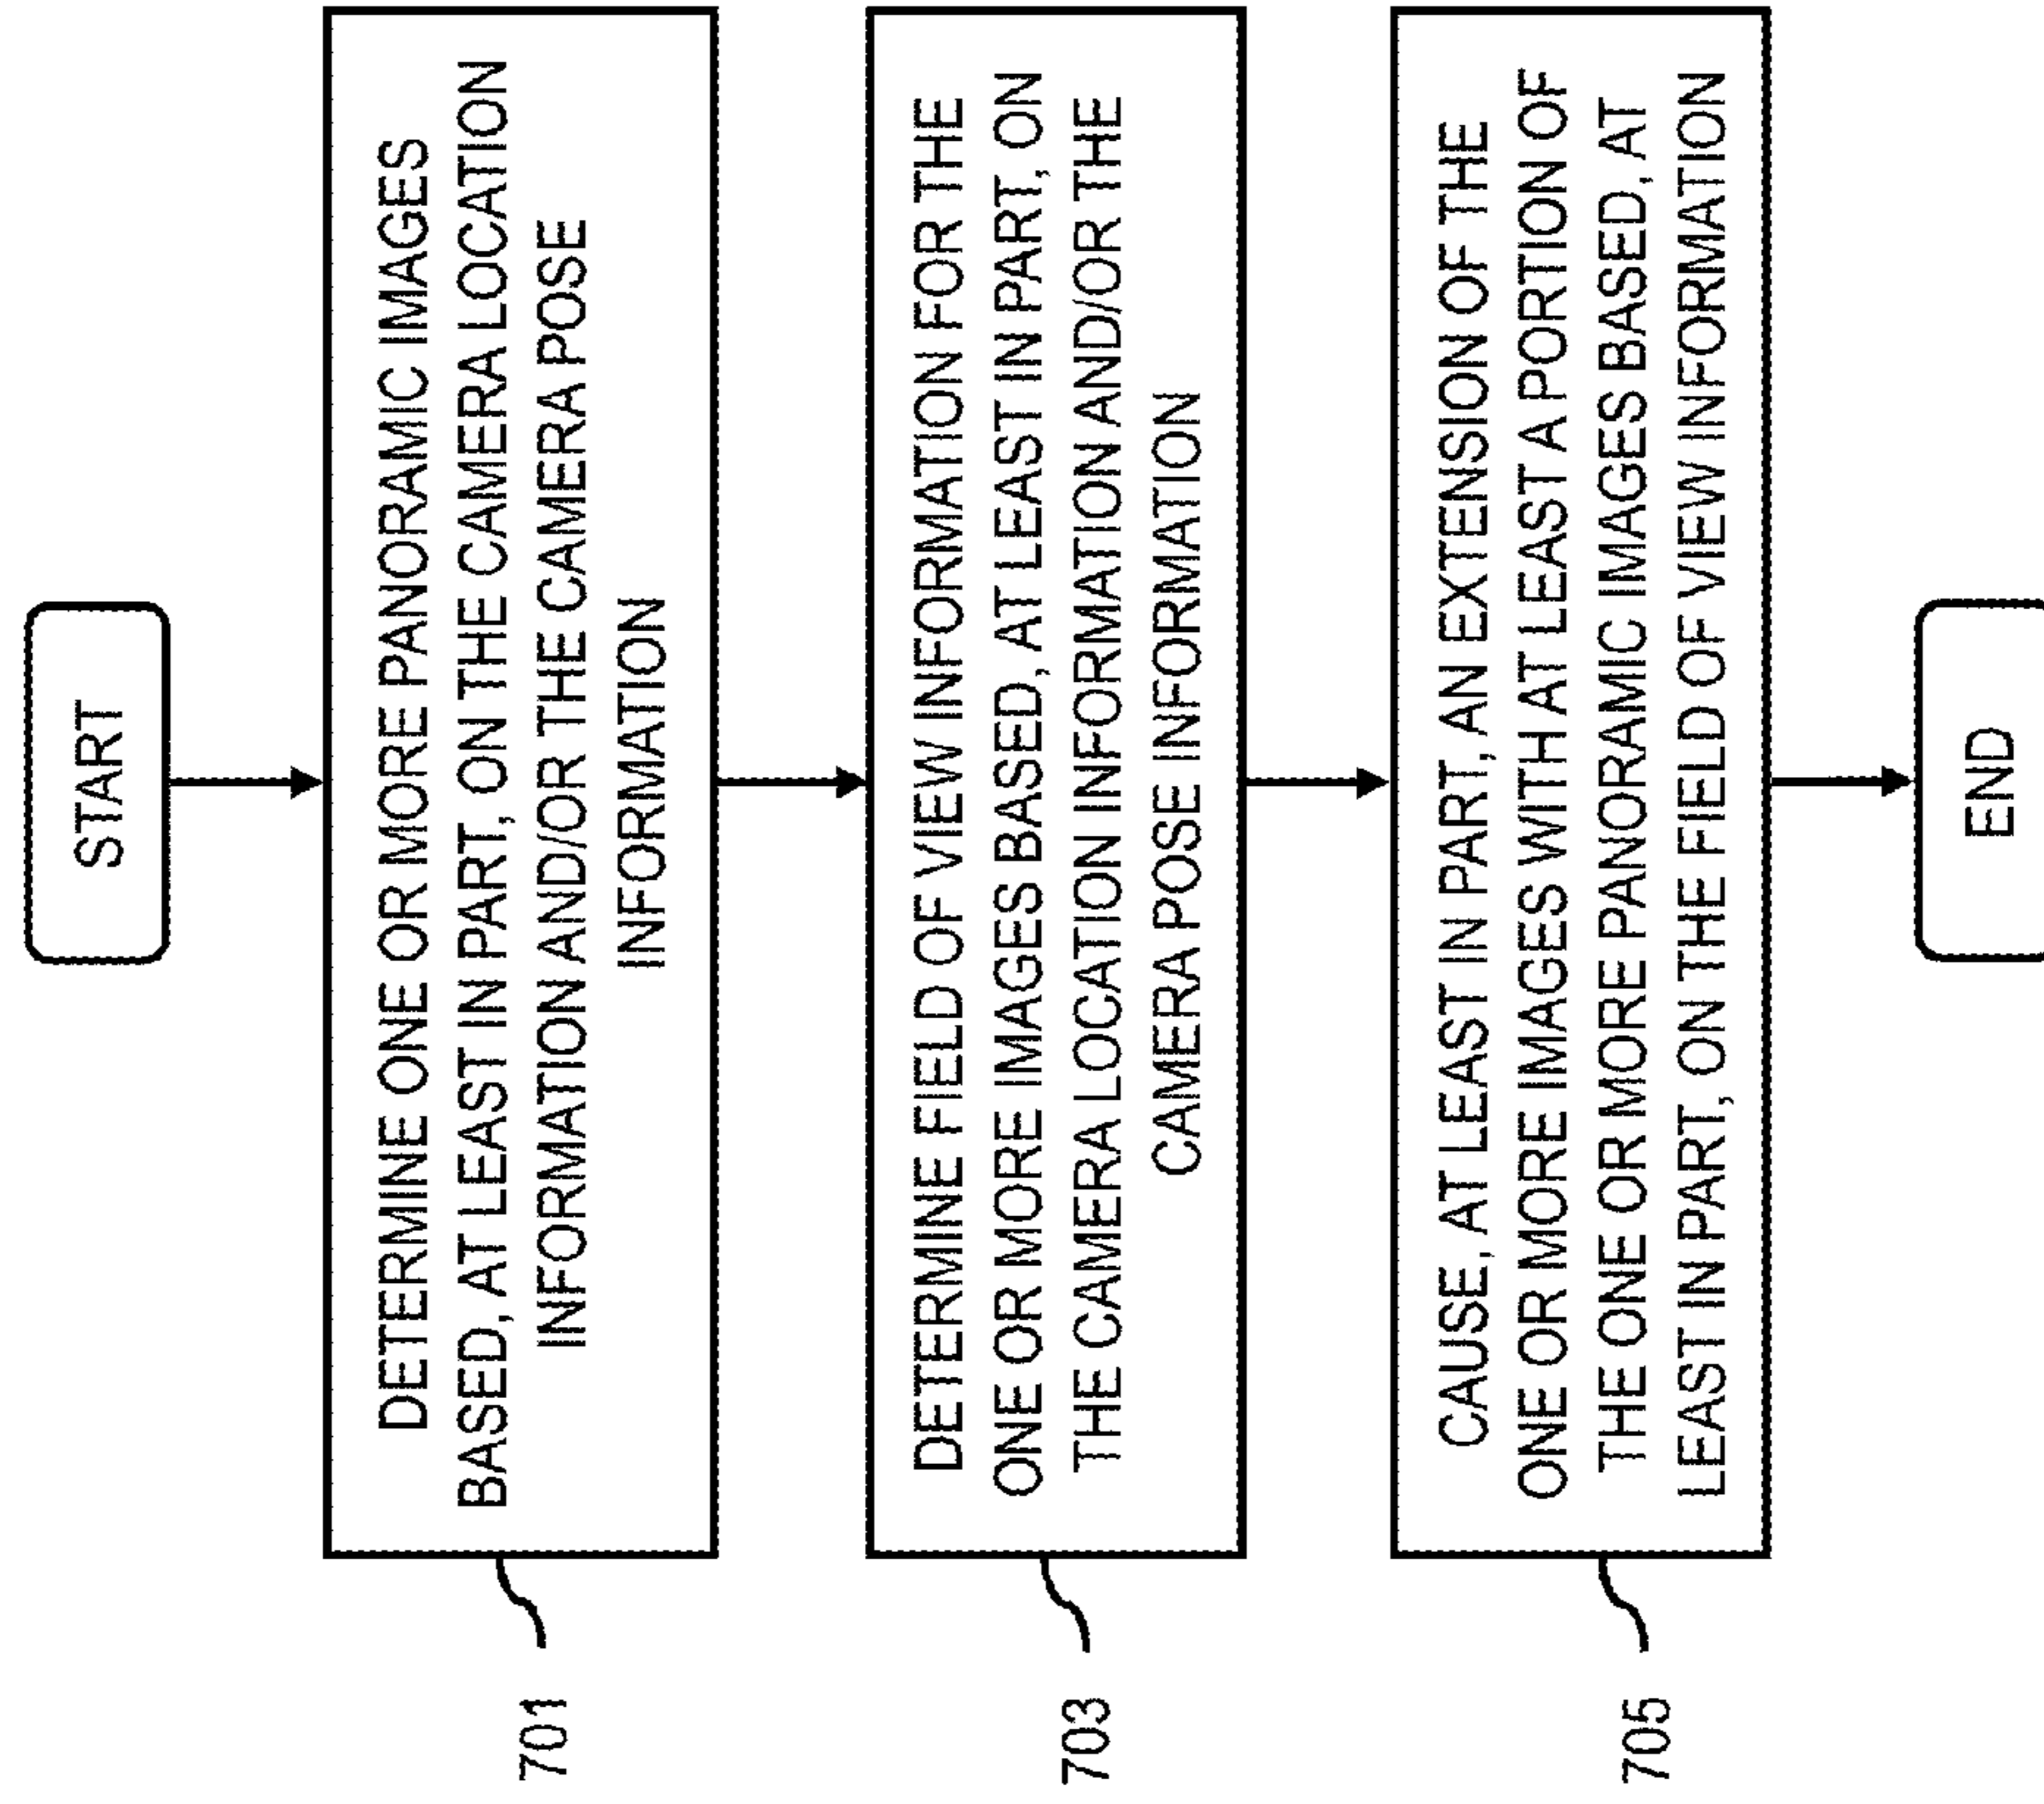 START
DETERMINE ONE OR MORE PANORAMIC IMAGES
BASED, AT LEAST IN PART, ON THE CAMERA LOCATION
INFORMATION AND/OR THE CAMERA POSE
INFORMATION
701
DETERMINE FIELD OF VIEW INFORMATION FOR THE
ONE OR MORE IMAGES BASED, AT LEAST IN PART, ON
THE CAMERA LOCATION INFORMATION AND/OR THE
CAMERA POSE INFORMATION
703
CAUSE, AT LEAST IN PART, AN EXTENSION OF THE
ONE OR MORE IMAGES WITH AT LEAST A PORTION OF
THE ONE OR MORE PANORAMIC IMAGES BASED, AT
LEAST IN PART, ON THE FIELD OF VIEW INFORMATION
705
END